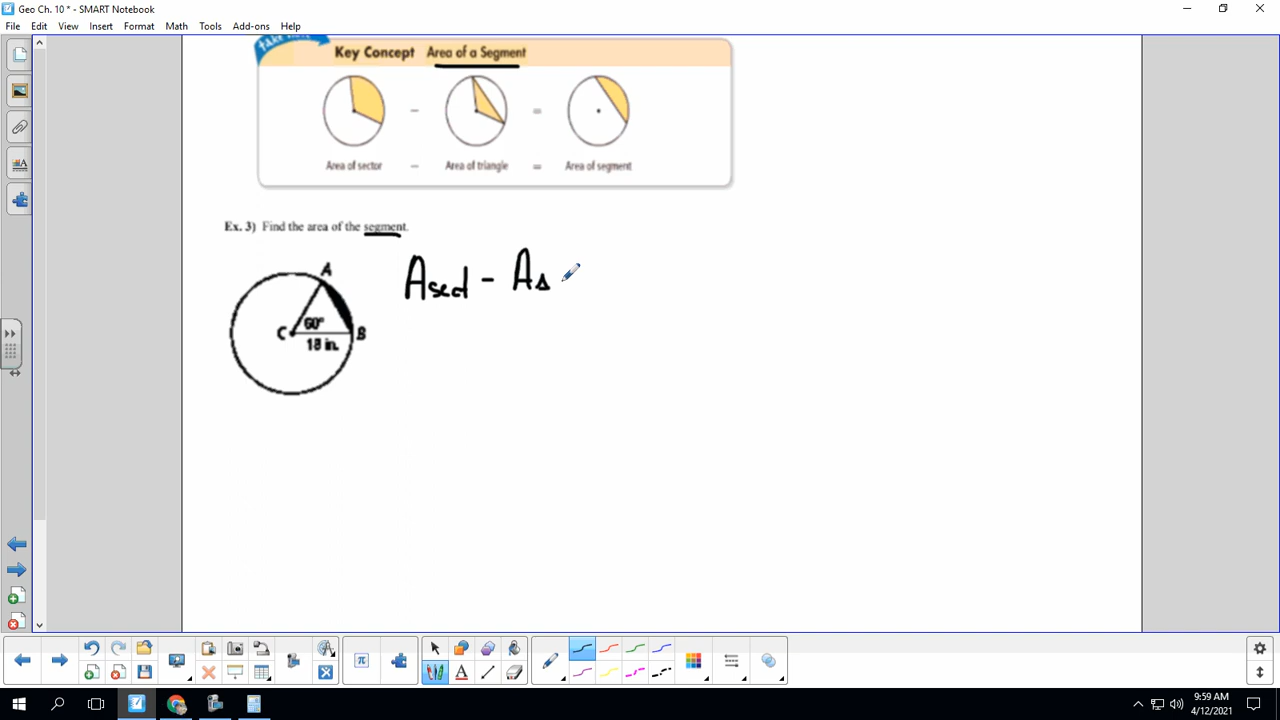 Geo Ch. 10 * - SMART Notebook
File Edit View Insert Format Math Tools Add-ons Help
Key Concept Area of a Segment
- =
Area of sector - Area of triangle = Area of segment
Ex. 3) Find the area of the segment.
A
A sect - A Δ
C 60° B
18 in.
π
A
9:59 AM
4/12/2021